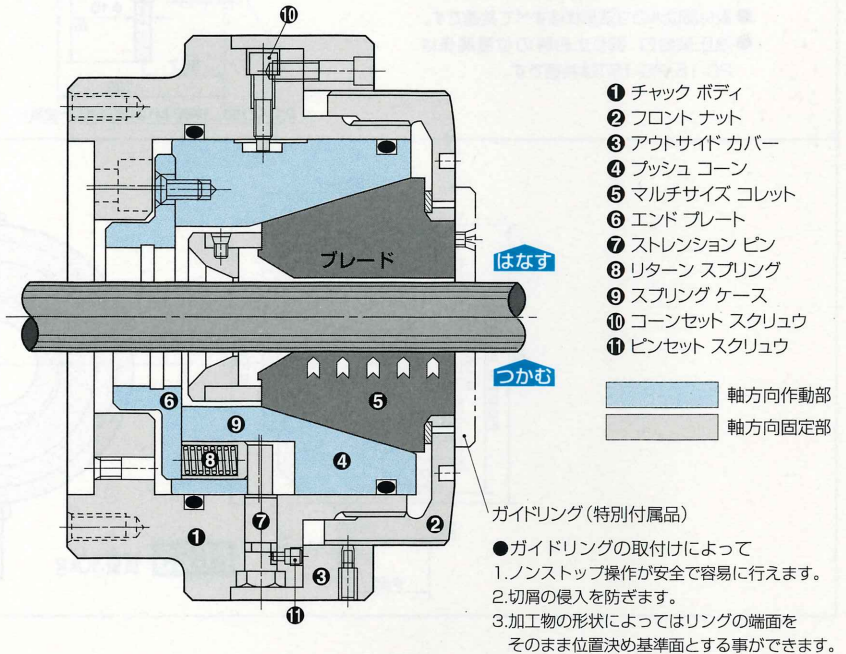 ❿
❶ チャック ボディ
❷ フロント ナット
❸ アウトサイド カバー
❹ プッシュ コーン
❺ マルチサイズ コレット
❻ エンド プレート
❼ ストレンション ピン
❽ リターン スプリング
❾ スプリング ケース
❿ コーンセット スクリュウ
⓫ ピンセット スクリュウ
ブレード
はなす
つかむ
軸方向作動部
軸方向固定部
❻
❾
❺
❽
❹
❶
❼
❷
❸
⓫
ガイドリング(特別付属品)
●ガイドリングの取付けによって
1.ノンストップ操作が安全で容易に行えます。
2.切屑の侵入を防ぎます。
3.加工物の形状によってはリングの端面を
そのまま位置決め基準面とする事ができます。